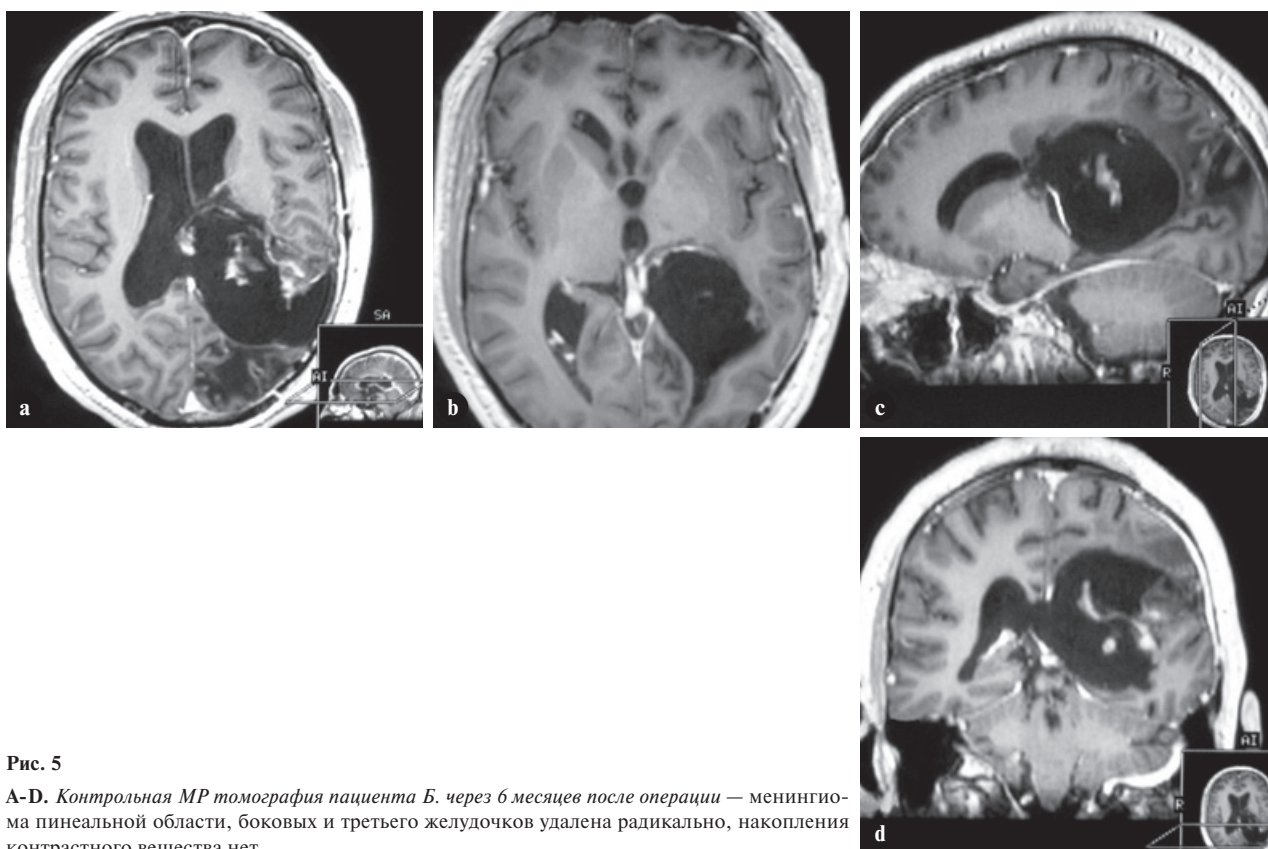 SA
AI
a
b
AI
R
c
AI
R
d
Рис. 5
A-D. Контрольная МР томография пациента Б. через 6 месяцев после операции — менингио-
ма пинеальной области, боковых и третьего желудочков удалена радикально, накопления
контрастного вещества нет